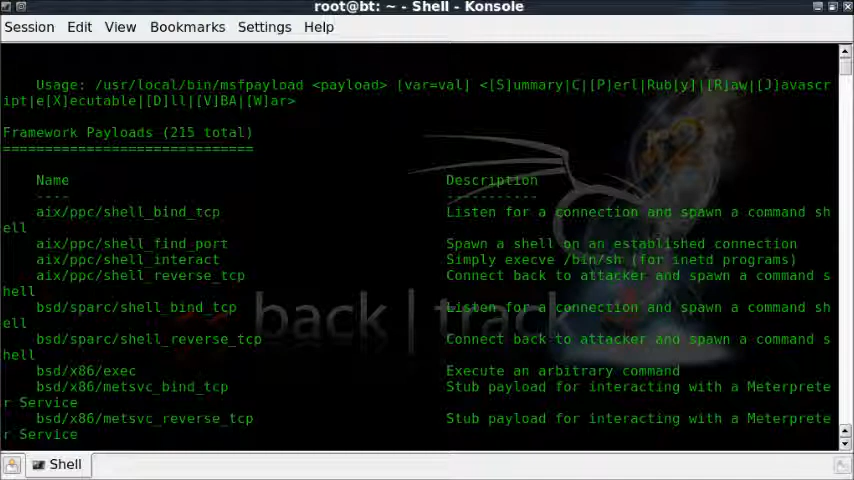 root@bt: ~ - Shell - Konsole
Session Edit View Bookmarks Settings Help
Usage: /usr/local/bin/msfpayload <payload> [var=val] <[S]ummary|C|[P]erl|Rub[y]|[R]aw|[J]avascr
ipt|e[X]ecutable|[D]ll|[V]BA|[W]ar>
Framework Payloads (215 total)
==============================
Name Description
---- -----------
aix/ppc/shell_bind_tcp Listen for a connection and spawn a command sh
ell
aix/ppc/shell_find_port Spawn a shell on an established connection
aix/ppc/shell_interact Simply execve /bin/sh (for inetd programs)
aix/ppc/shell_reverse_tcp Connect back to attacker and spawn a command s
hell
bsd/sparc/shell_bind_tcp Listen for a connection and spawn a command sh
ell
bsd/sparc/shell_reverse_tcp Connect back to attacker and spawn a command s
hell
bsd/x86/exec Execute an arbitrary command
bsd/x86/metsvc_bind_tcp Stub payload for interacting with a Meterprete
r Service
bsd/x86/metsvc_reverse_tcp Stub payload for interacting with a Meterprete
r Service
back | track
Shell